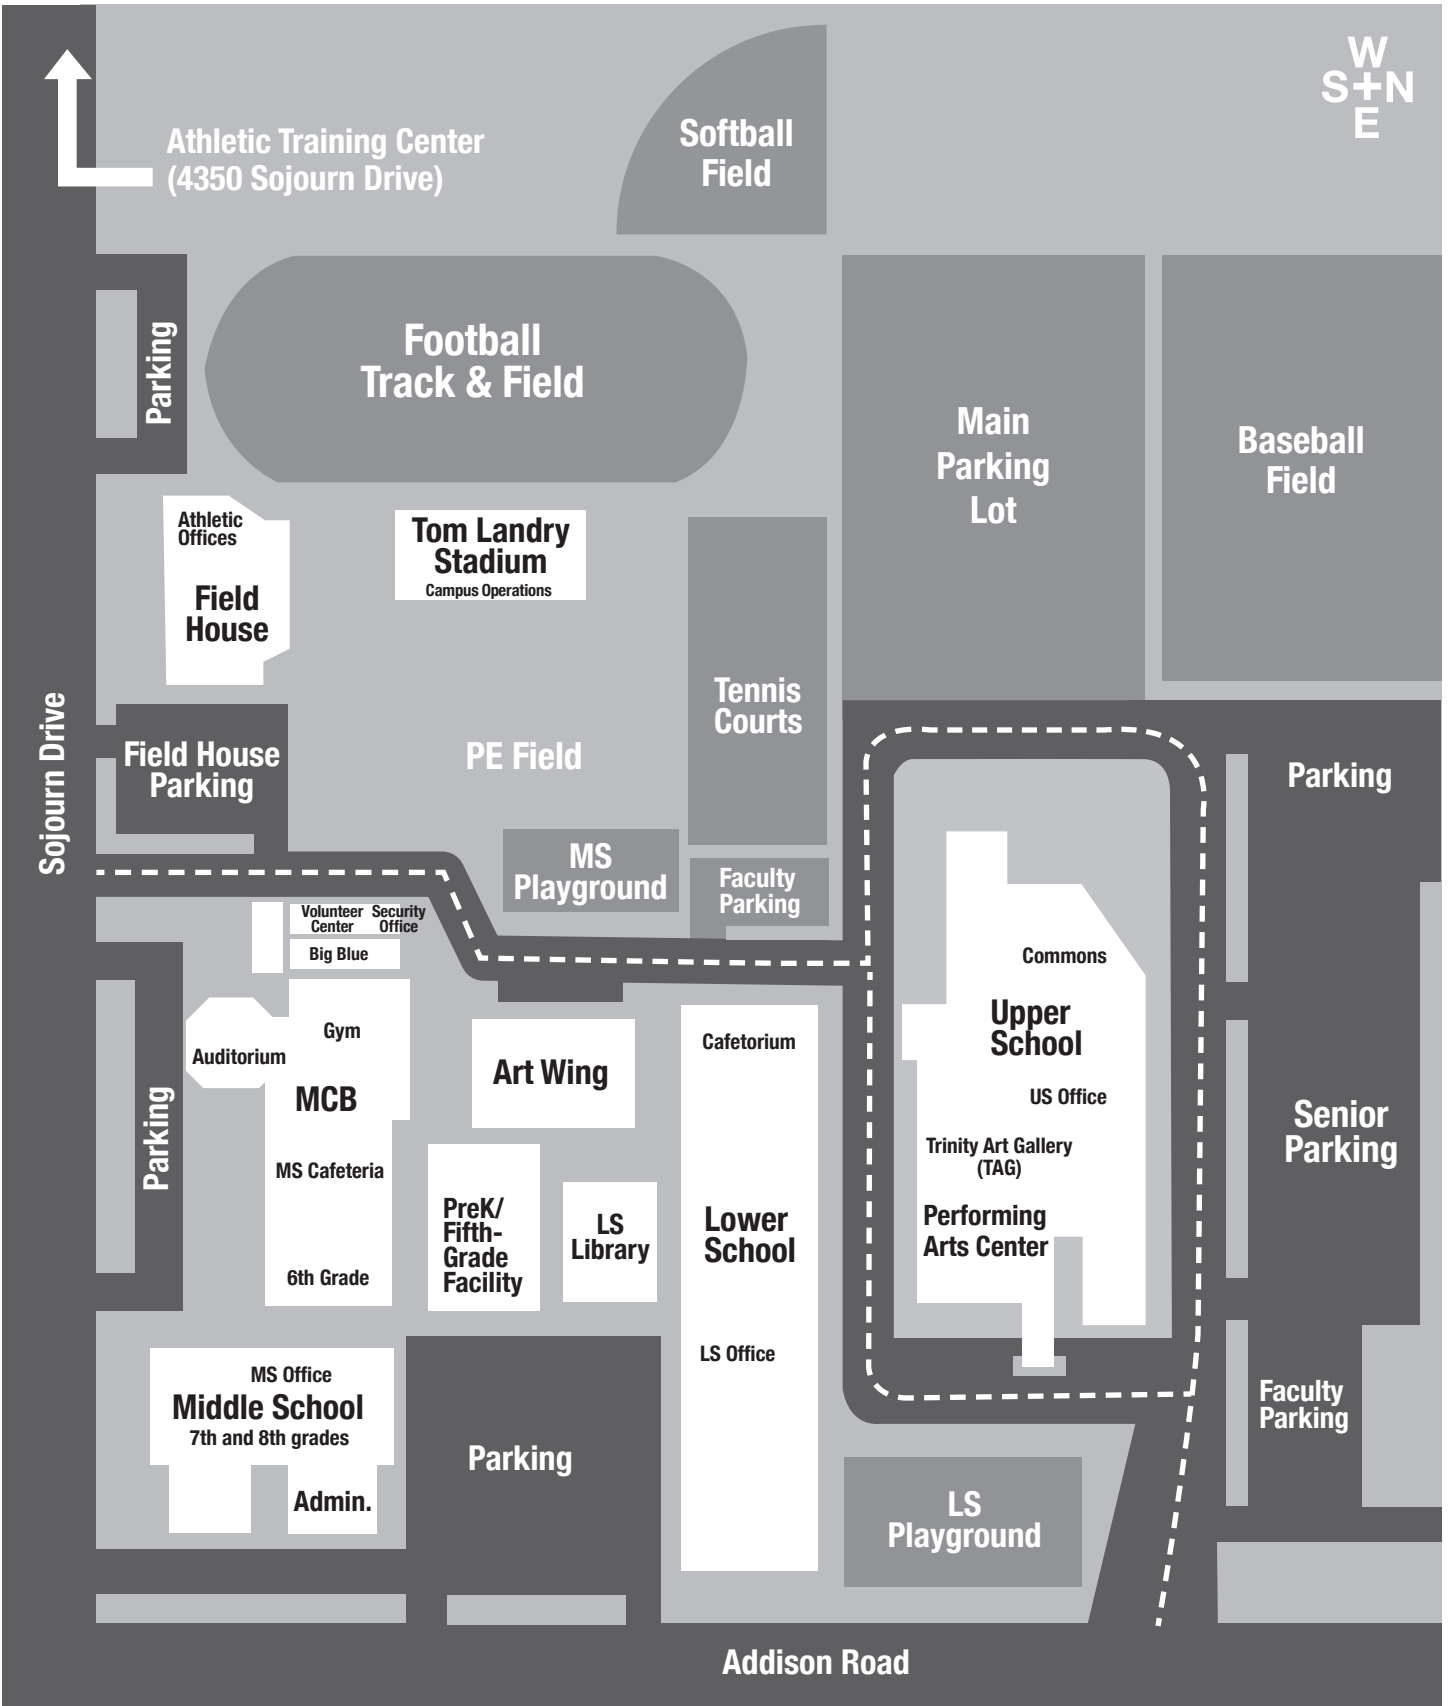 W
S+N
E
Athletic Training Center
(4350 Sojourn Drive)
Softball
Field
Football
Track & Field
Parking
Main
Parking
Lot
Baseball
Field
Athletic
Offices
Field
House
Tom Landry
Stadium
Campus Operations
Tennis
Courts
Sojourn Drive
Field House
Parking
PE Field
Parking
MS
Playground
Faculty
Parking
Volunteer
Center
Security
Office
Big Blue
Commons
Gym
Auditorium
MCB
Art Wing
Cafetorium
Upper
School
US Office
Parking
MS Cafeteria
Trinity Art Gallery
(TAG)
Senior
Parking
PreK/
Fifth-
Grade
Facility
LS
Library
Lower
School
Performing
Arts Center
6th Grade
LS Office
MS Office
Middle School
7th and 8th grades
Faculty
Parking
Parking
Admin.
LS
Playground
Addison Road